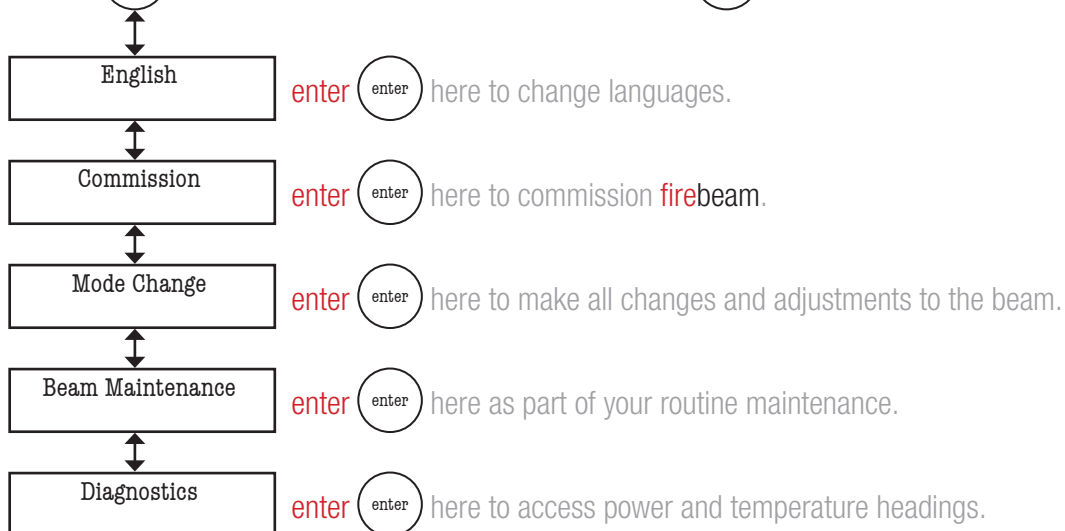 English
enter enter here to change languages.
Commission
enter enter here to commission firebeam.
Mode Change
enter enter here to make all changes and adjustments to the beam.
Beam Maintenance
enter enter here as part of your routine maintenance.
Diagnostics
enter enter here to access power and temperature headings.